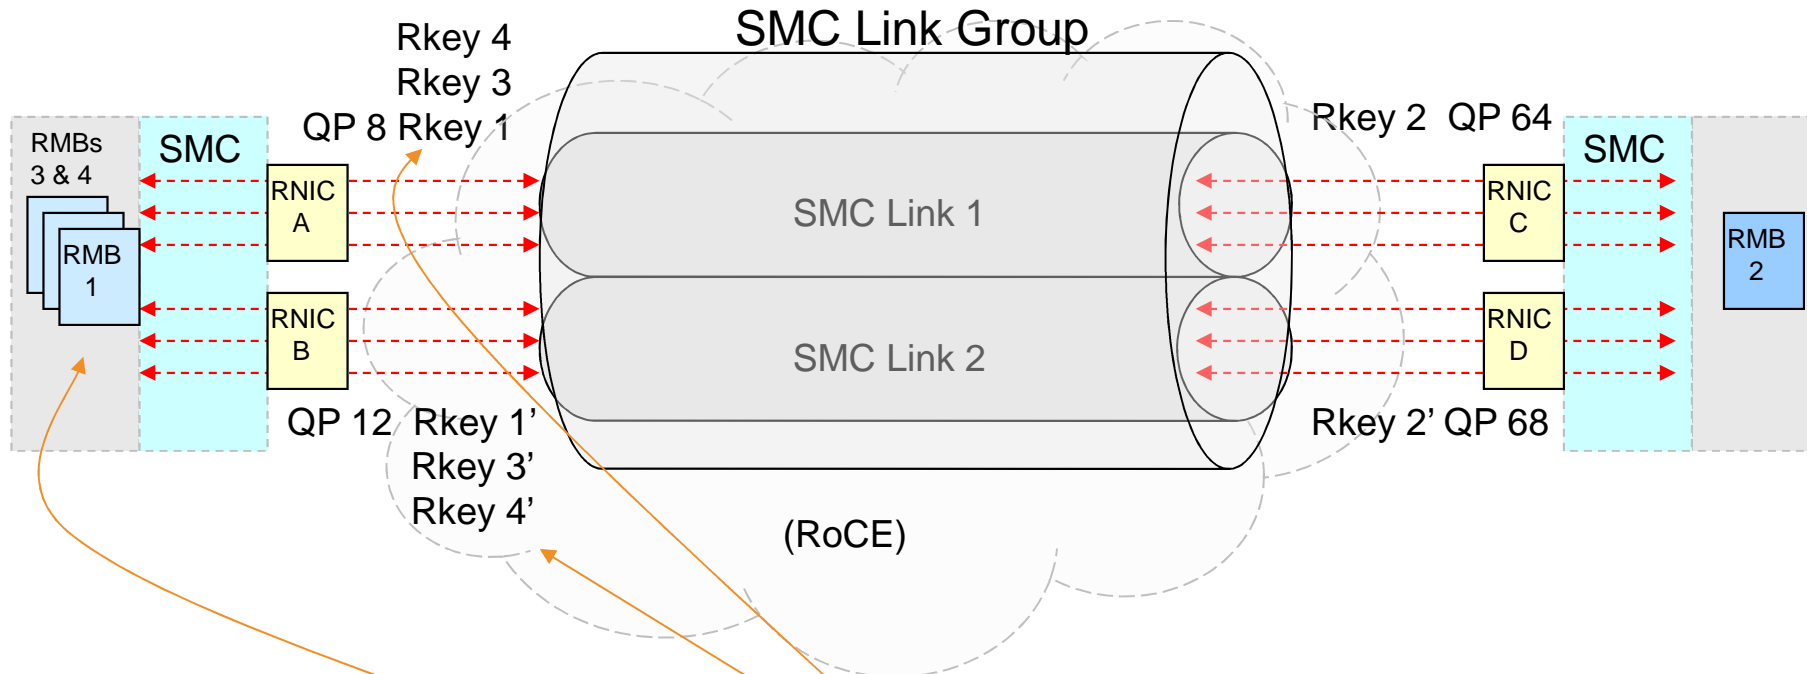 SMC Link Group
Rkey 4
Rkey 3
QP 8 Rkey 1
Rkey 2 QP 64
RMBs
3 & 4
SMC
SMC
RNIC
A
RNIC
C
SMC Link 1
RMB
1
RMB
2
RNIC
B
RNIC
D
SMC Link 2
QP 12 Rkey 1’
Rkey 3’
Rkey 4’
Rkey 2’ QP 68
(RoCE)